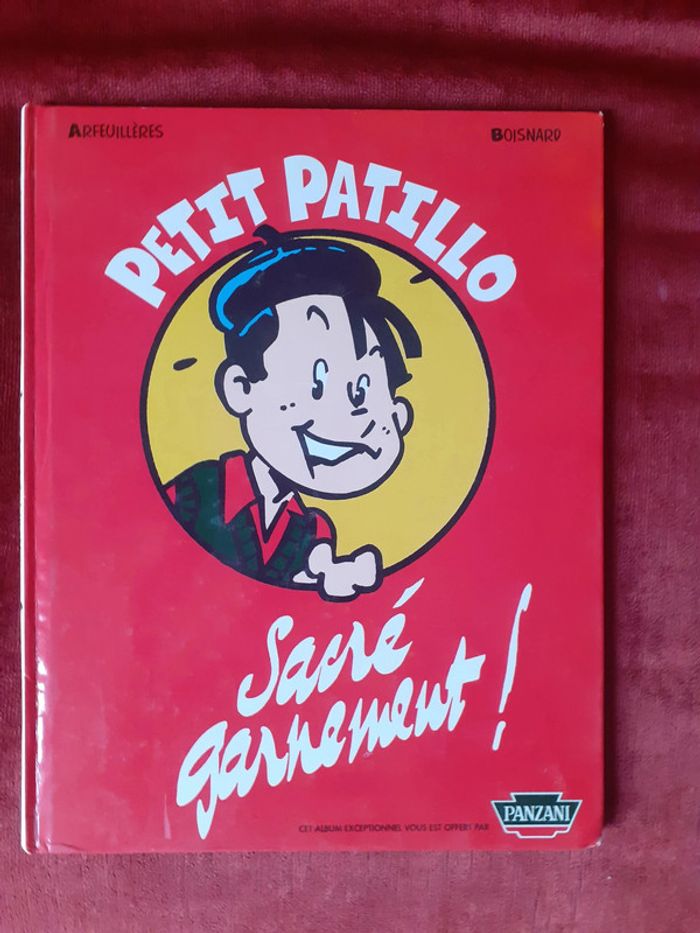 ARFEUILLÈRES BOISNARD
PETIT PATILLO
Sacré
garnement !
CET ALBUM EXCEPTIONNEL VOUS EST OFFERT PAR
PANZANI